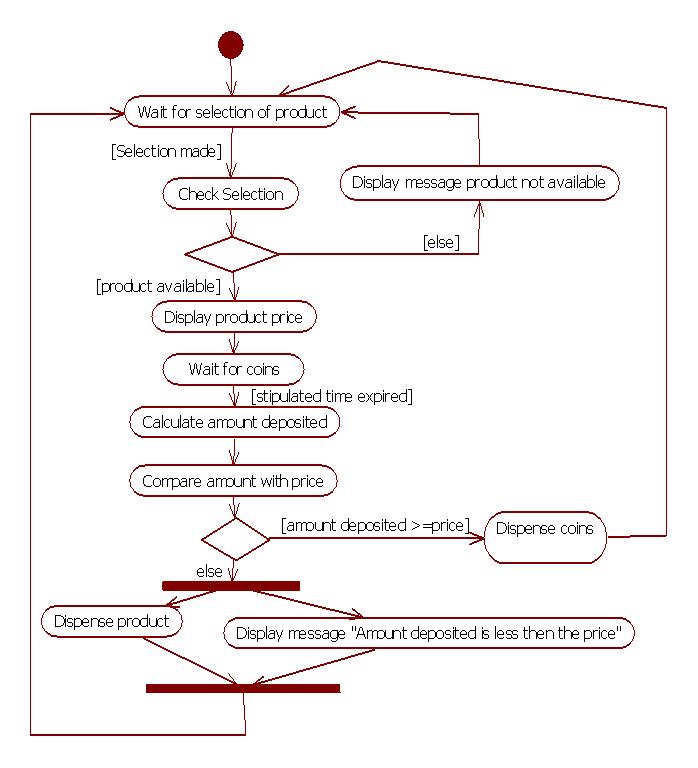 Wait for selection of product
[Selection made]
Display message product not available
Check Selection
[else]
[product available]
Display product price
Wait for coins
[stipulated time expired]
Calculate amount deposited
Compare amount with price
[amount deposited >=price]
Dispense coins
else
Dispense product
Display message "Amount deposited is less then the price"